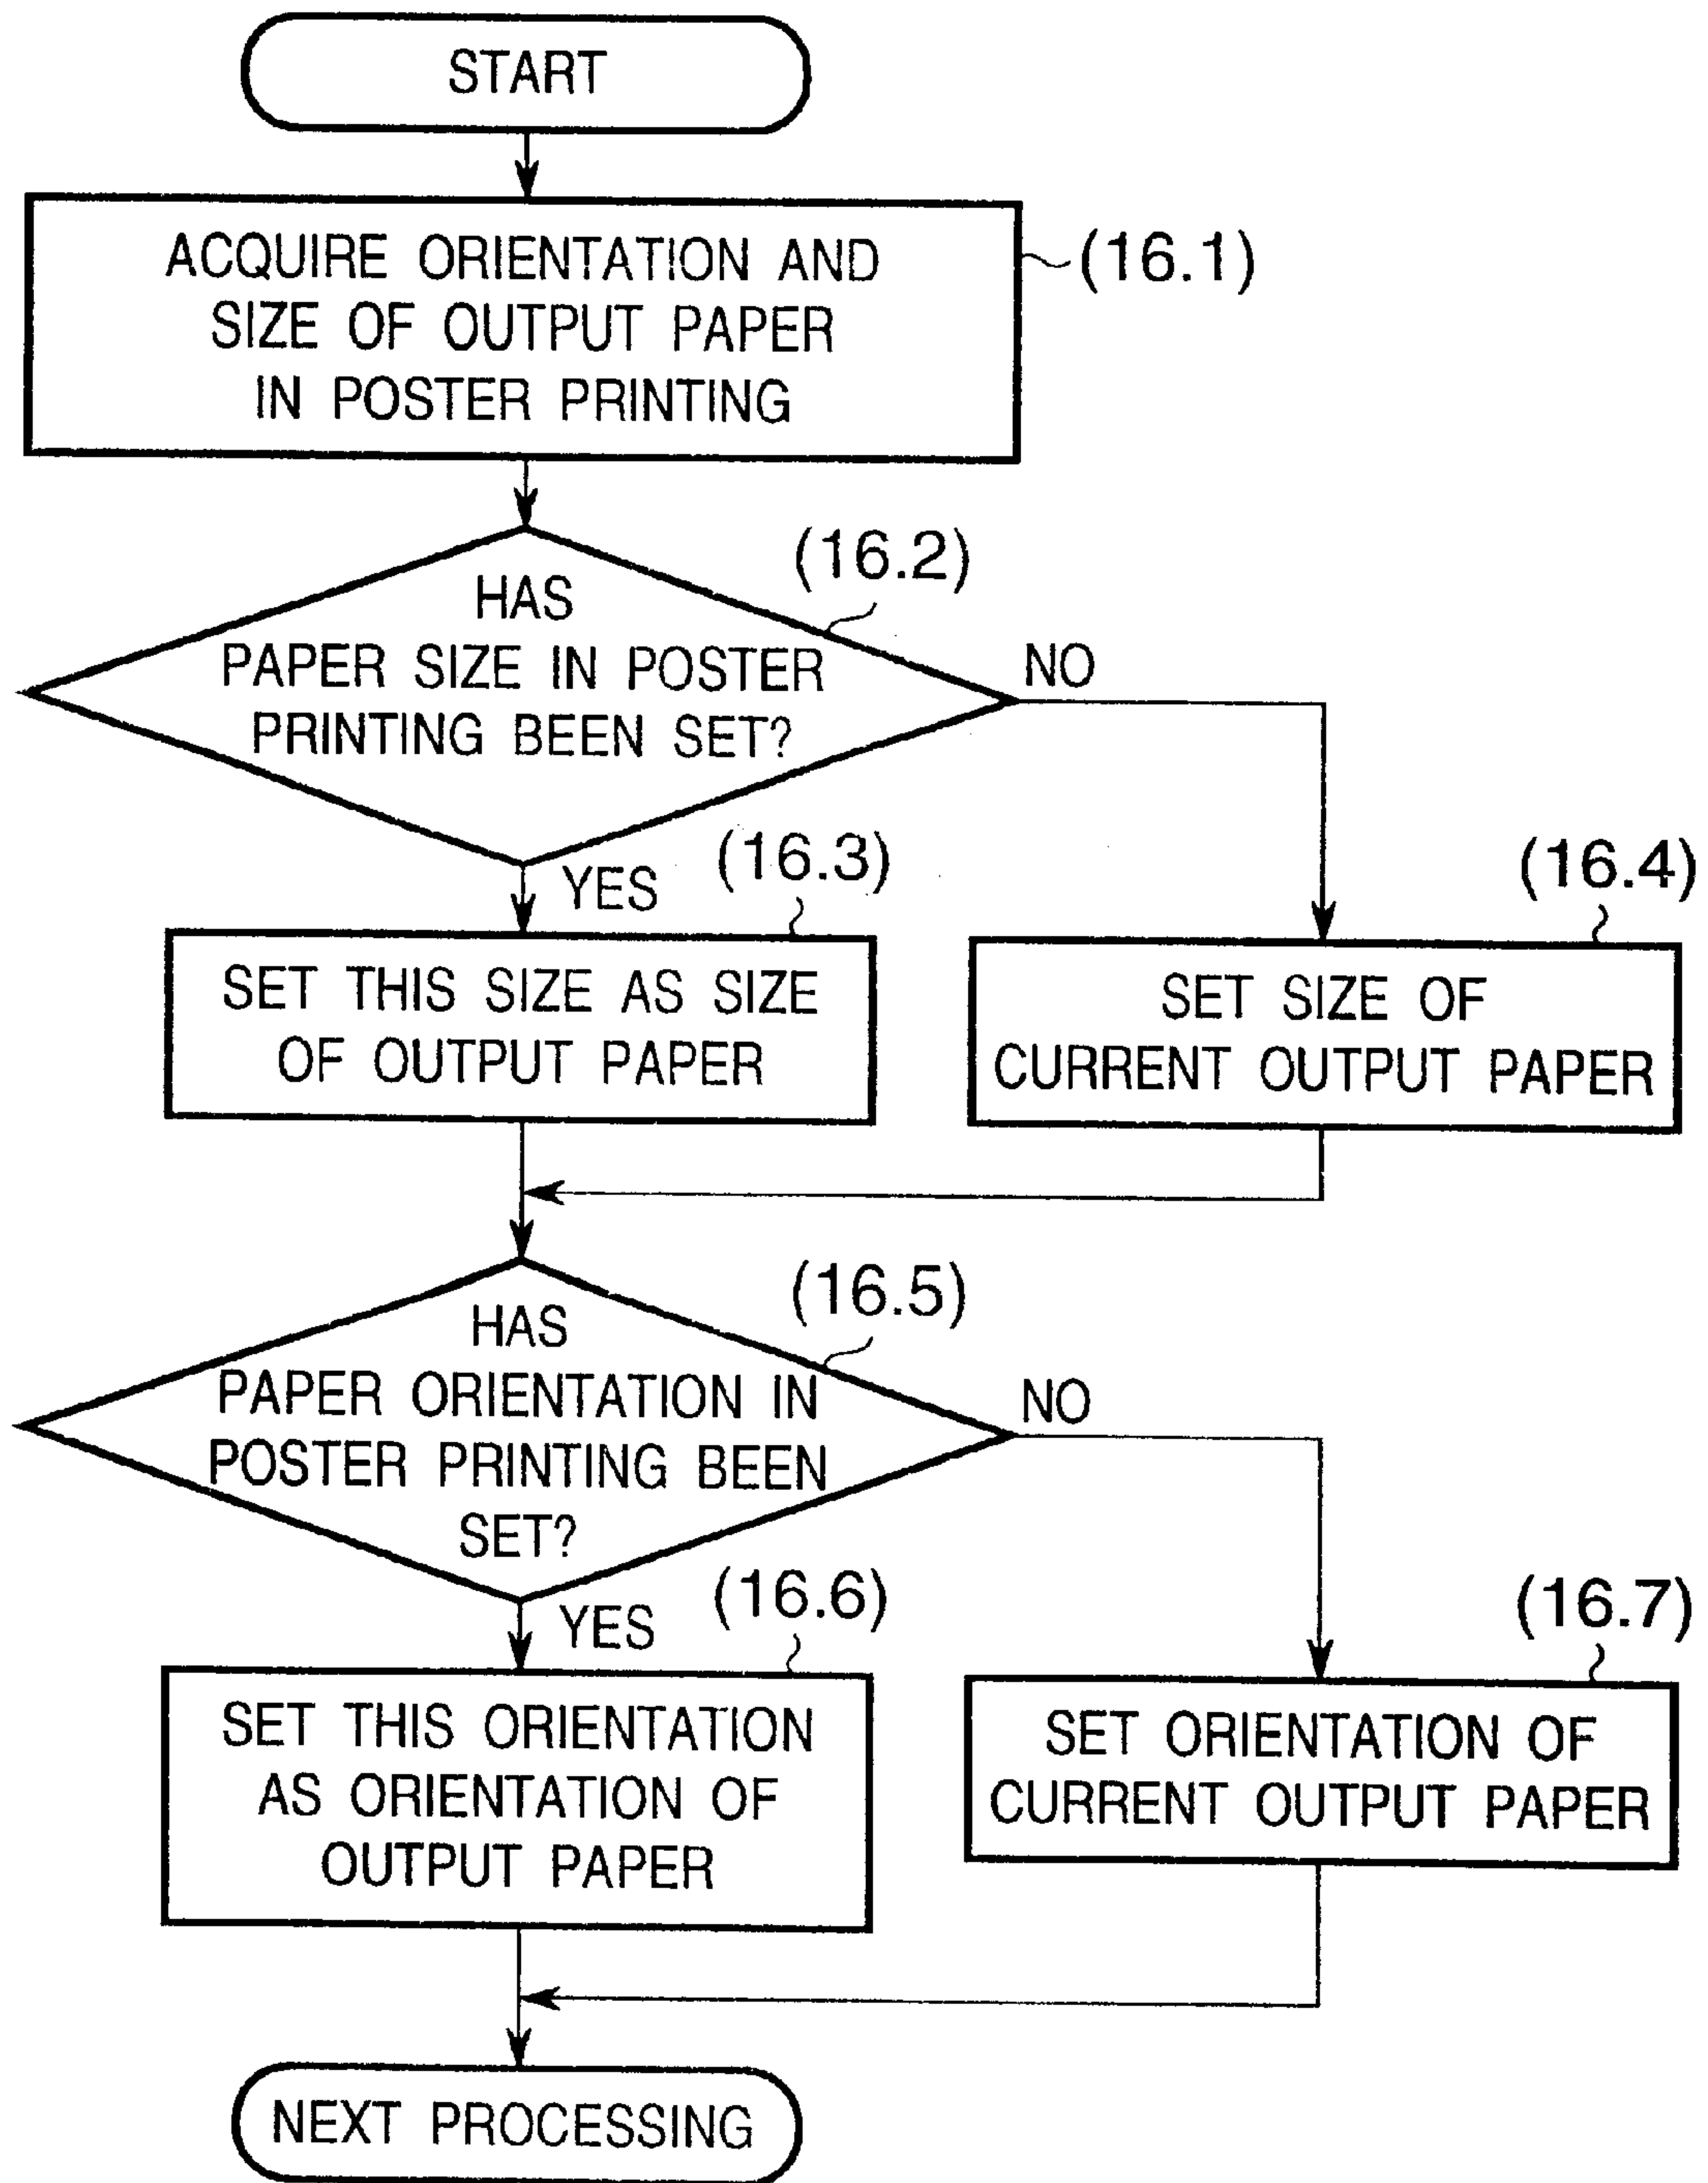 START
ACQUIRE ORIENTATION AND
SIZE OF OUTPUT PAPER
IN POSTER PRINTING
(16.1)
(16.2)
HAS
PAPER SIZE IN POSTER
PRINTING BEEN SET?
NO
YES
(16.3)
SET THIS SIZE AS SIZE
OF OUTPUT PAPER
(16.4)
SET SIZE OF
CURRENT OUTPUT PAPER
(16.5)
HAS
PAPER ORIENTATION IN
POSTER PRINTING BEEN
SET?
NO
YES
(16.6)
SET THIS ORIENTATION
AS ORIENTATION OF
OUTPUT PAPER
(16.7)
SET ORIENTATION OF
CURRENT OUTPUT PAPER
NEXT PROCESSING